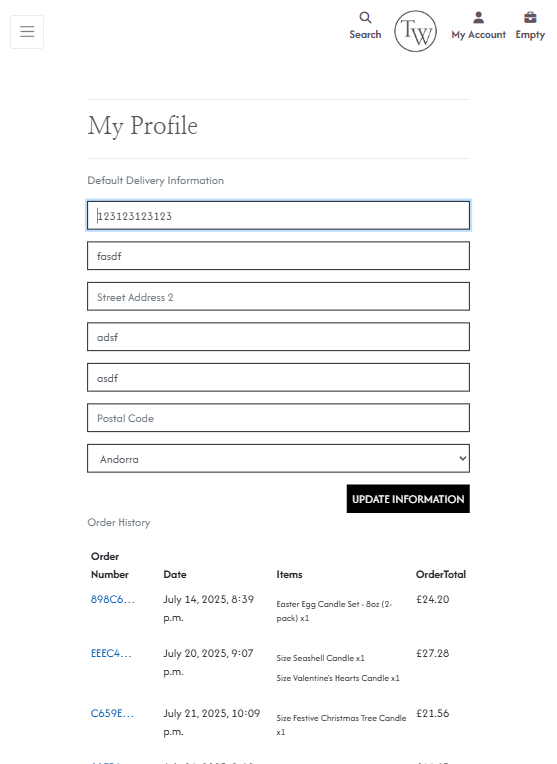 Search
TW
My Account
Empty
My Profile
Default Delivery Information
123123123123
fasdf
Street Address 2
adsf
asdf
Postal Code
Andorra
UPDATE INFORMATION
Order History
Order Number Date Items OrderTotal
898C6... July 14, 2025, 8:39 p.m. Easter Egg Candle Set - 8oz (2-pack) x1 £24.20
EEEC4... July 20, 2025, 9:07 p.m. Size Seashell Candle x1 £27.28
Size Valentine's Hearts Candle x1
C659E... July 21, 2025, 10:09 p.m. Size Festive Christmas Tree Candle x1 £21.56